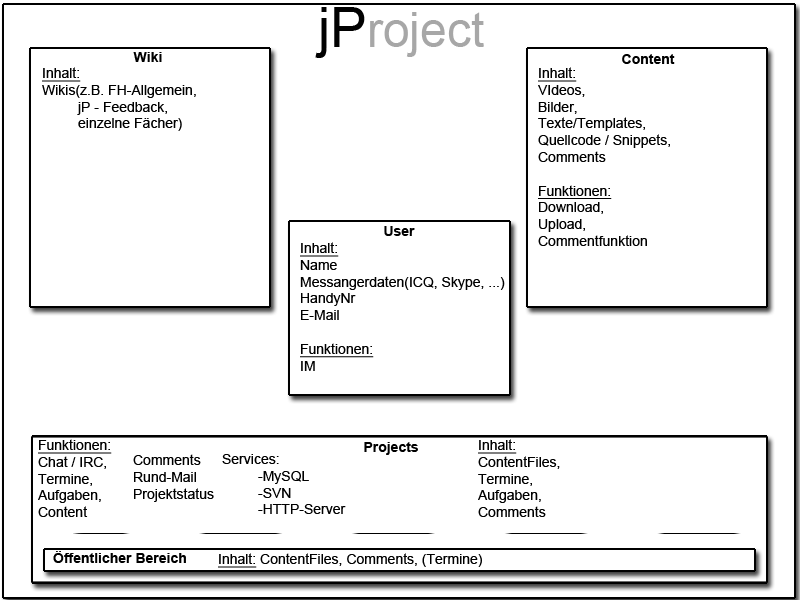 jProject
Wiki
Inhalt:
Wikis(z.B. FH-Allgemein,
jP - Feedback,
einzelne Fächer)
Content
Inhalt:
VIdeos,
Bilder,
Texte/Templates,
Quellcode / Snippets,
Comments
Funktionen:
Download,
Upload,
Commentfunktion
User
Inhalt:
Name
Messangerdaten(ICQ, Skype, ...)
HandyNr
E-Mail
Funktionen:
IM
Projects
Funktionen:
Chat / IRC,
Termine,
Aufgaben,
Content
Comments
Rund-Mail
Projektstatus
Services:
-MySQL
-SVN
-HTTP-Server
Inhalt:
ContentFiles,
Termine,
Aufgaben,
Comments
Öffentlicher Bereich Inhalt: ContentFiles, Comments, (Termine)